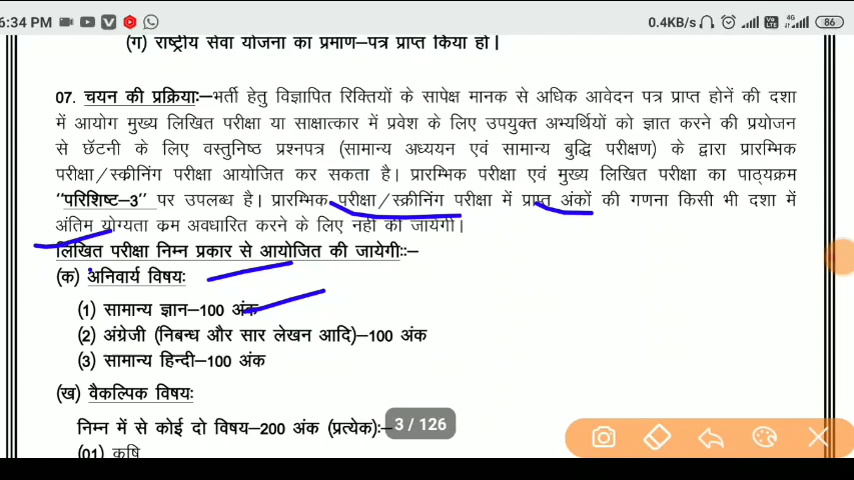 6:34 PM
0.4KB/s
4G
86
(ग) राष्ट्रीय सेवा योजना का प्रमाण–पत्र प्राप्त किया हो।
07. चयन की प्रक्रियाः–भर्ती हेतु विज्ञापित रिक्तियों के सापेक्ष मानक से अधिक आवेदन पत्र प्राप्त होनें की दशा
में आयोग मुख्य लिखित परीक्षा या साक्षात्कार में प्रवेश के लिए उपयुक्त अभ्यर्थियों को ज्ञात करने की प्रयोजन
से छॅटनी के लिए वस्तुनिष्ठ प्रश्नपत्र (सामान्य अध्ययन एवं सामान्य बुद्धि परीक्षण) के द्वारा प्रारम्भिक
परीक्षा/स्क्रीनिंग परीक्षा आयोजित कर सकता है। प्रारम्भिक परीक्षा एवं मुख्य लिखित परीक्षा का पाठ्यक्रम
"परिशिष्ट-3" पर उपलब्ध है। प्रारम्भिक परीक्षा/स्क्रीनिंग परीक्षा में प्राप्त अंकों की गणना किसी भी दशा में
अंतिम योग्यता क्रम अवधारित करने के लिए नही की जायेगी।
लिखित परीक्षा निम्न प्रकार से आयोजित की जायेगी::–
(क) अनिवार्य विषयः
(1) सामान्य ज्ञान–100 अंक
(2) अंग्रेजी (निबन्ध और सार लेखन आदि)–100 अंक
(3) सामान्य हिन्दी–100 अंक
(ख) वैकल्पिक विषयः
निम्न में से कोई दो विषय–200 अंक (प्रत्येक):–
3 / 126
(01) कृषि